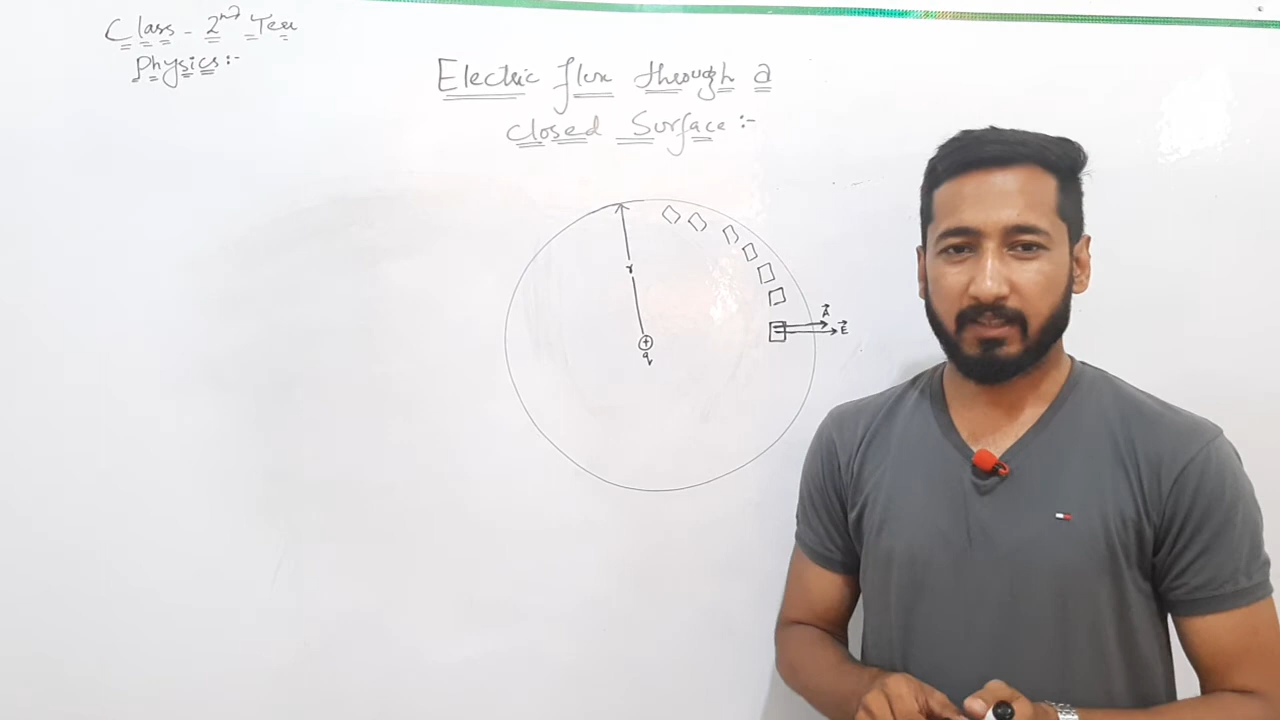 Class - 2nd Year
Physics:-
Electric flux through a
closed Surface:-
r
A
E
+
q